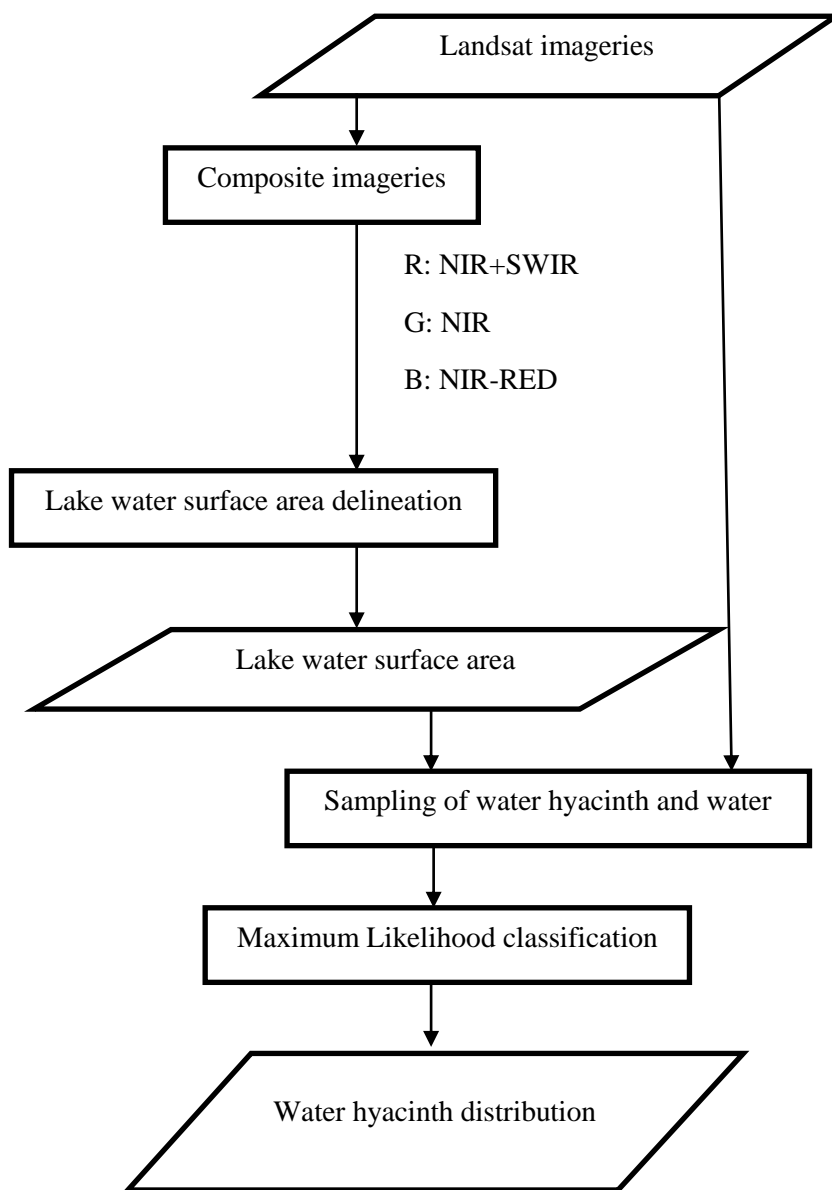 Landsat imageries
Composite imageries
R: NIR+SWIR
G: NIR
B: NIR-RED
Lake water surface area delineation
Lake water surface area
Sampling of water hyacinth and water
Maximum Likelihood classification
Water hyacinth distribution